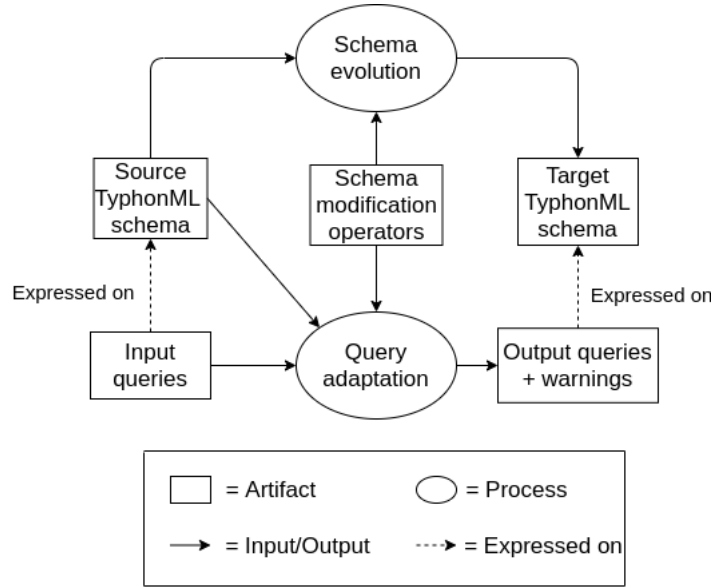 Schema
evolution
Source
TyphonML
schema
Schema
modification
operators
Target
TyphonML
schema
Expressed on
Expressed on
Input
queries
Query
adaptation
Output queries
+ warnings
= Artifact
= Process
= Input/Output
= Expressed on